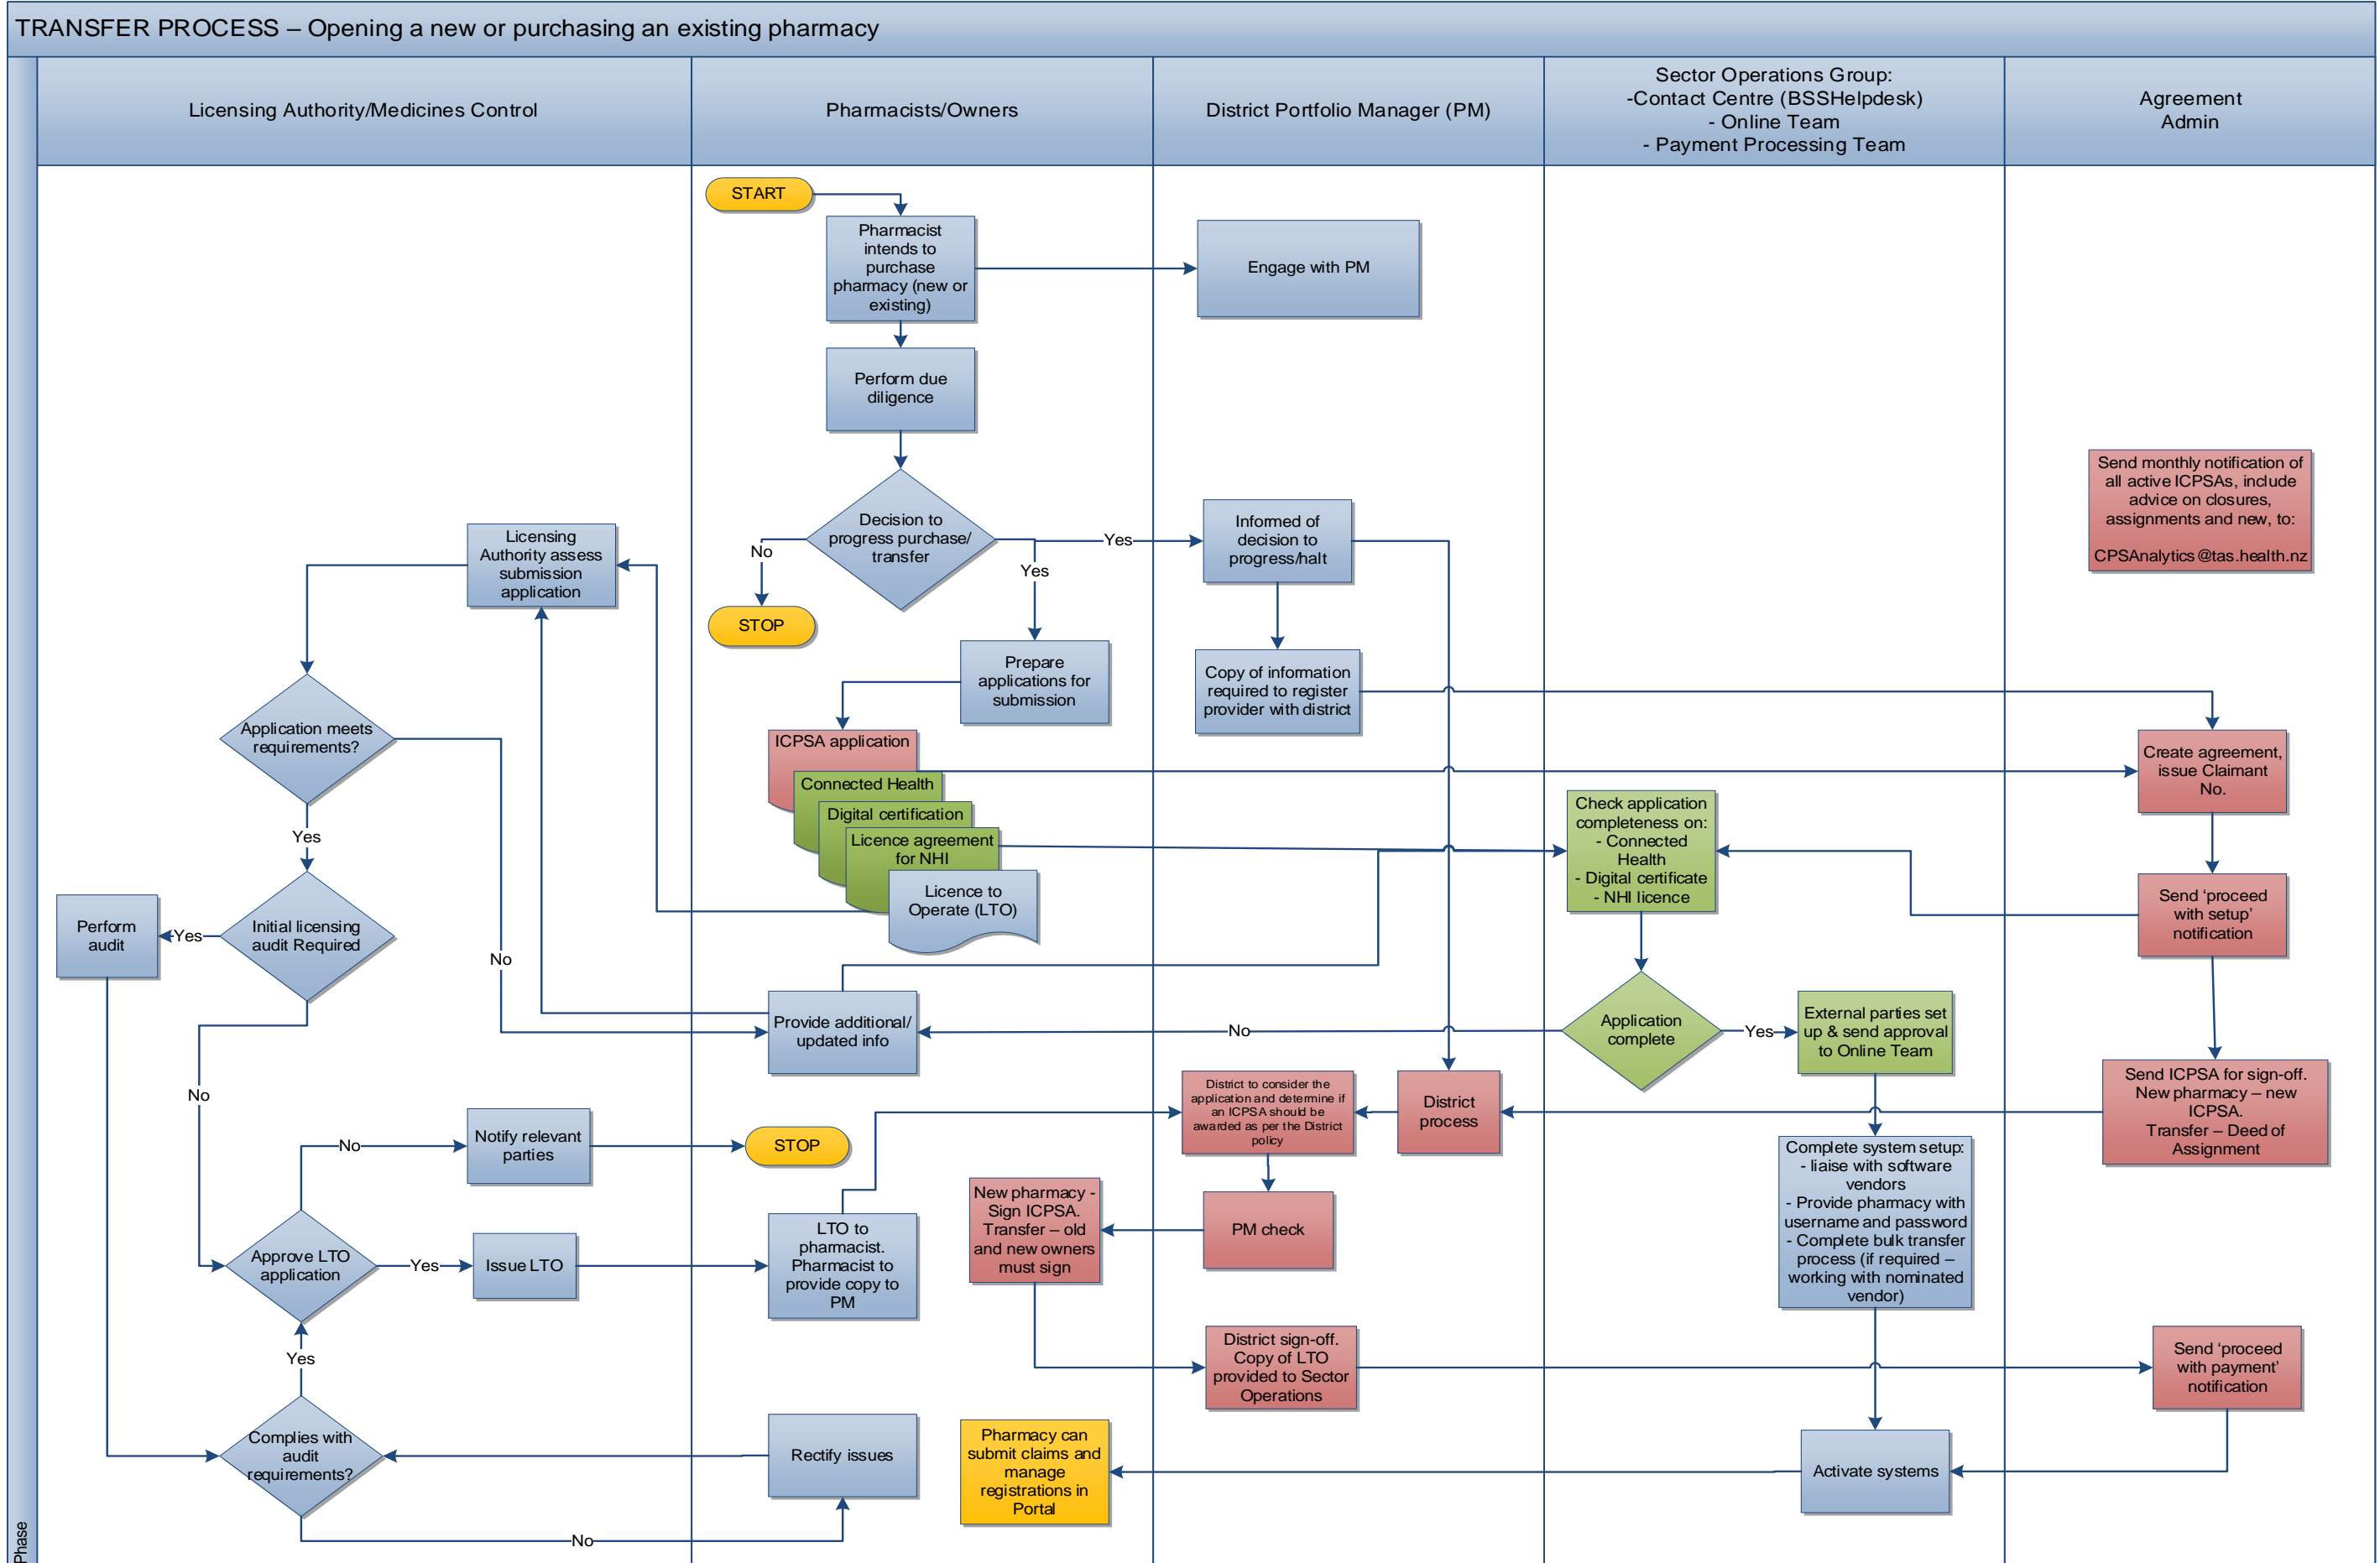 TRANSFER PROCESS – Opening a new or purchasing an existing pharmacy
Licensing Authority/Medicines Control
Pharmacists/Owners
District Portfolio Manager (PM)
Sector Operations Group:
-Contact Centre (BSSHelpdesk)
- Online Team
- Payment Processing Team
Agreement
Admin
START
Pharmacist
intends to
purchase
pharmacy (new or
existing)
Engage with PM
Perform due
diligence
Send monthly notification of
all active ICPSAs, include
advice on closures,
assignments and new, to:
CPSAnalytics@tas.health.nz
Decision to
progress purchase/
transfer
No
Yes
Yes
STOP
Informed of
decision to
progress/halt
Licensing
Authority assess
submission
application
Prepare
applications for
submission
Copy of information
required to register
provider with district
Application meets
requirements?
Yes
No
ICPSA application
Connected Health
Digital certification
Licence agreement
for NHI
Licence to
Operate (LTO)
Create agreement,
issue Claimant
No.
Check application
completeness on:
- Connected
Health
- Digital certificate
- NHI licence
Send ‘proceed
with setup’
notification
Perform
audit
Yes
Initial licensing
audit Required
No
Provide additional/
updated info
No
Application
complete
Yes
External parties set
up & send approval
to Online Team
District to consider the
application and determine if
an ICPSA should be
awarded as per the District
policy
District
process
Send ICPSA for sign-off.
New pharmacy – new
ICPSA.
Transfer – Deed of
Assignment
No
Notify relevant
parties
STOP
Complete system setup:
- liaise with software
vendors
- Provide pharmacy with
username and password
- Complete bulk transfer
process (if required –
working with nominated
vendor)
New pharmacy -
Sign ICPSA.
Transfer – old
and new owners
must sign
PM check
Approve LTO
application
Yes
Issue LTO
LTO to
pharmacist.
Pharmacist to
provide copy to
PM
Yes
District sign-off.
Copy of LTO
provided to Sector
Operations
Send ‘proceed
with payment’
notification
Complies with
audit
requirements?
Rectify issues
Pharmacy can
submit claims and
manage
registrations in
Portal
Activate systems
No
Phase